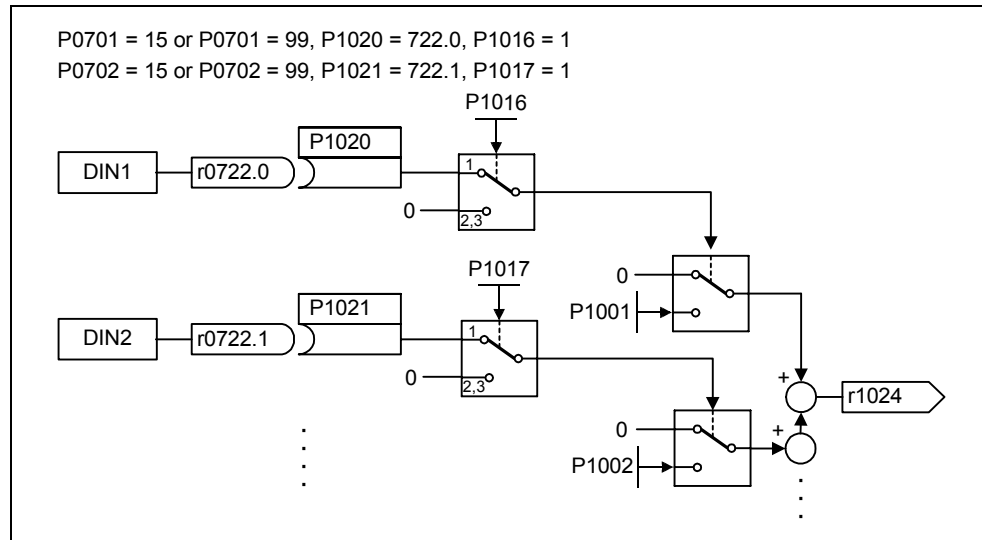 P0701 = 15 or P0701 = 99, P1020 = 722.0, P1016 = 1
P0702 = 15 or P0702 = 99, P1021 = 722.1, P1017 = 1
P1016
P1020
DIN1
r0722.0
1
0
2,3
P1017
0
P1001
P1021
DIN2
r0722.1
1
0
2,3
+
r1024
0
+
P1002